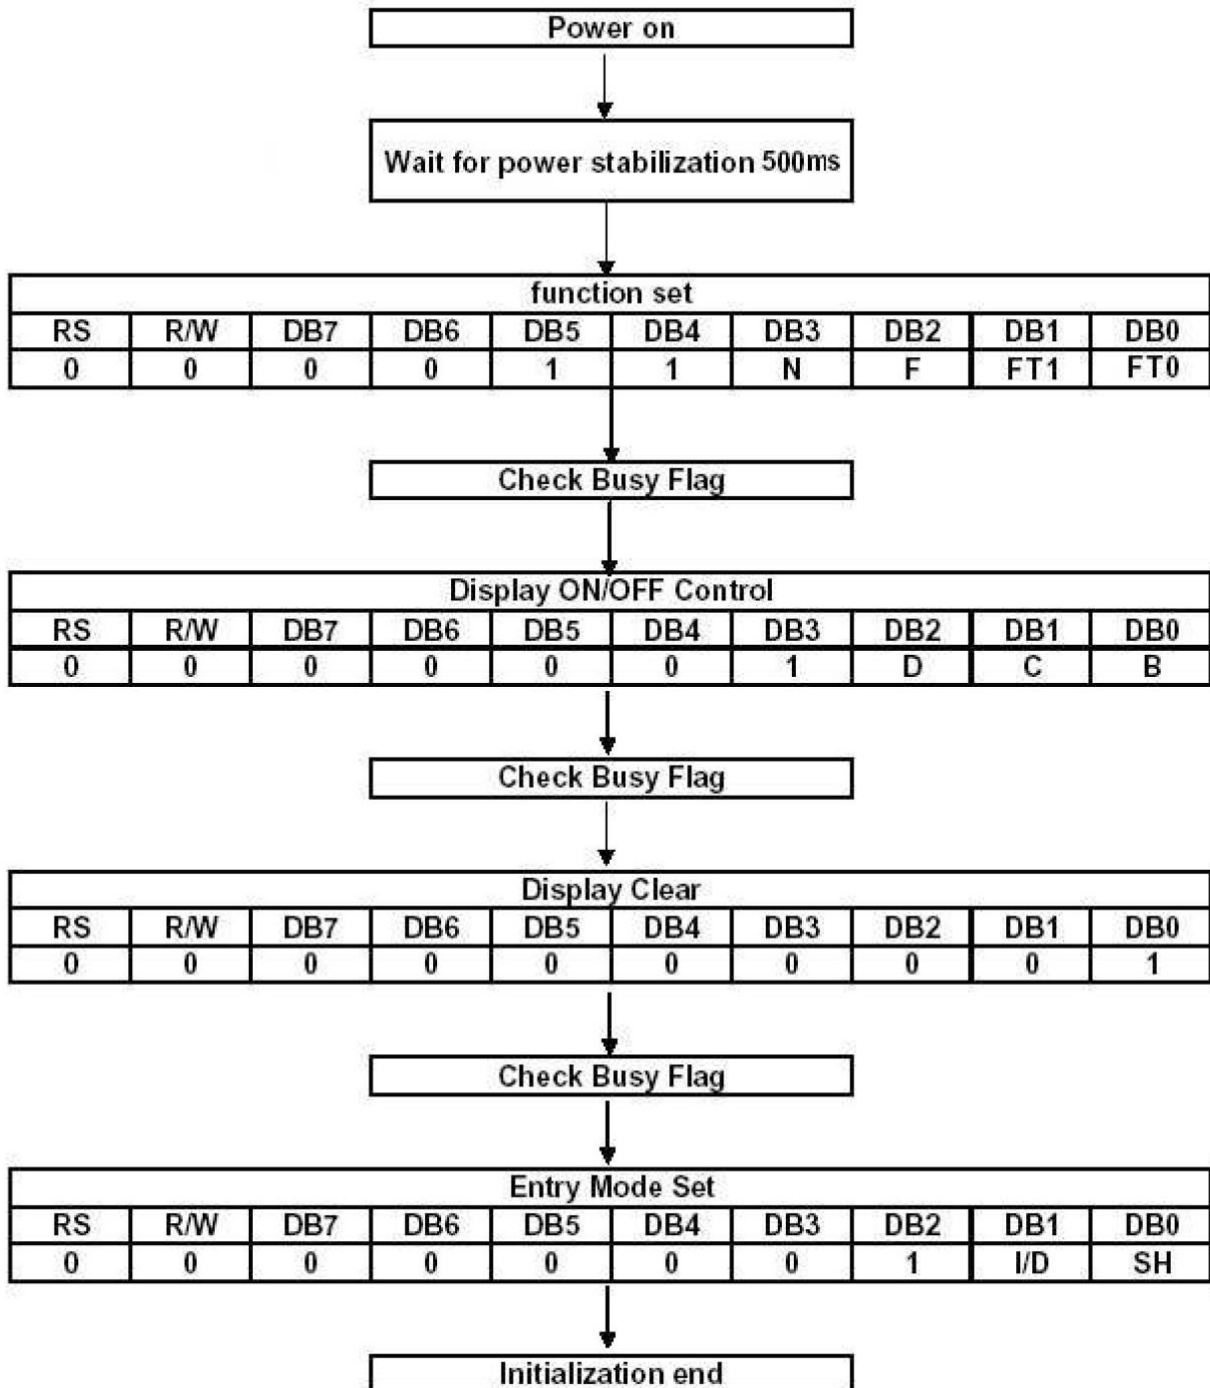 Power on
Wait for power stabilization 500ms
function set
RS R/W DB7 DB6 DB5 DB4 DB3 DB2 DB1 DB0
0 0 0 0 1 1 N F FT1 FT0
Check Busy Flag
Display ON/OFF Control
RS R/W DB7 DB6 DB5 DB4 DB3 DB2 DB1 DB0
0 0 0 0 0 0 1 D C B
Check Busy Flag
Display Clear
RS R/W DB7 DB6 DB5 DB4 DB3 DB2 DB1 DB0
0 0 0 0 0 0 0 0 0 1
Check Busy Flag
Entry Mode Set
RS R/W DB7 DB6 DB5 DB4 DB3 DB2 DB1 DB0
0 0 0 0 0 0 0 1 I/D SH
Initialization end